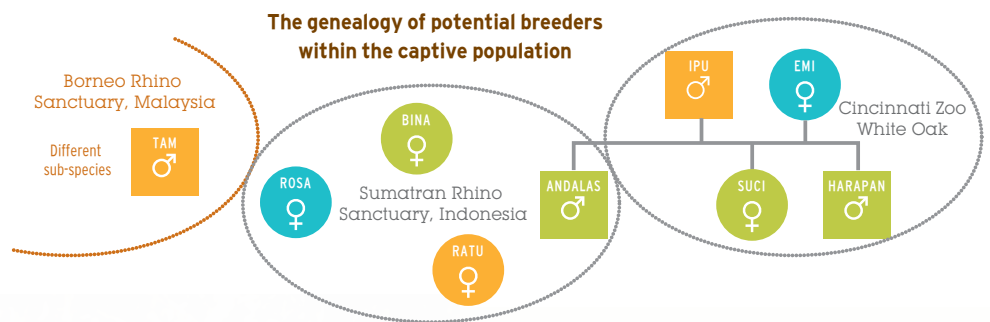 The genealogy of potential breeders
within the captive population
Borneo Rhino
Sanctuary, Malaysia
Different
sub-species
TAM
BINA
ROSA
Sumatran Rhino
Sanctuary, Indonesia
RATU
ANDALAS
IPU
EMI
Cincinnati Zoo
White Oak
SUCI
HARAPAN